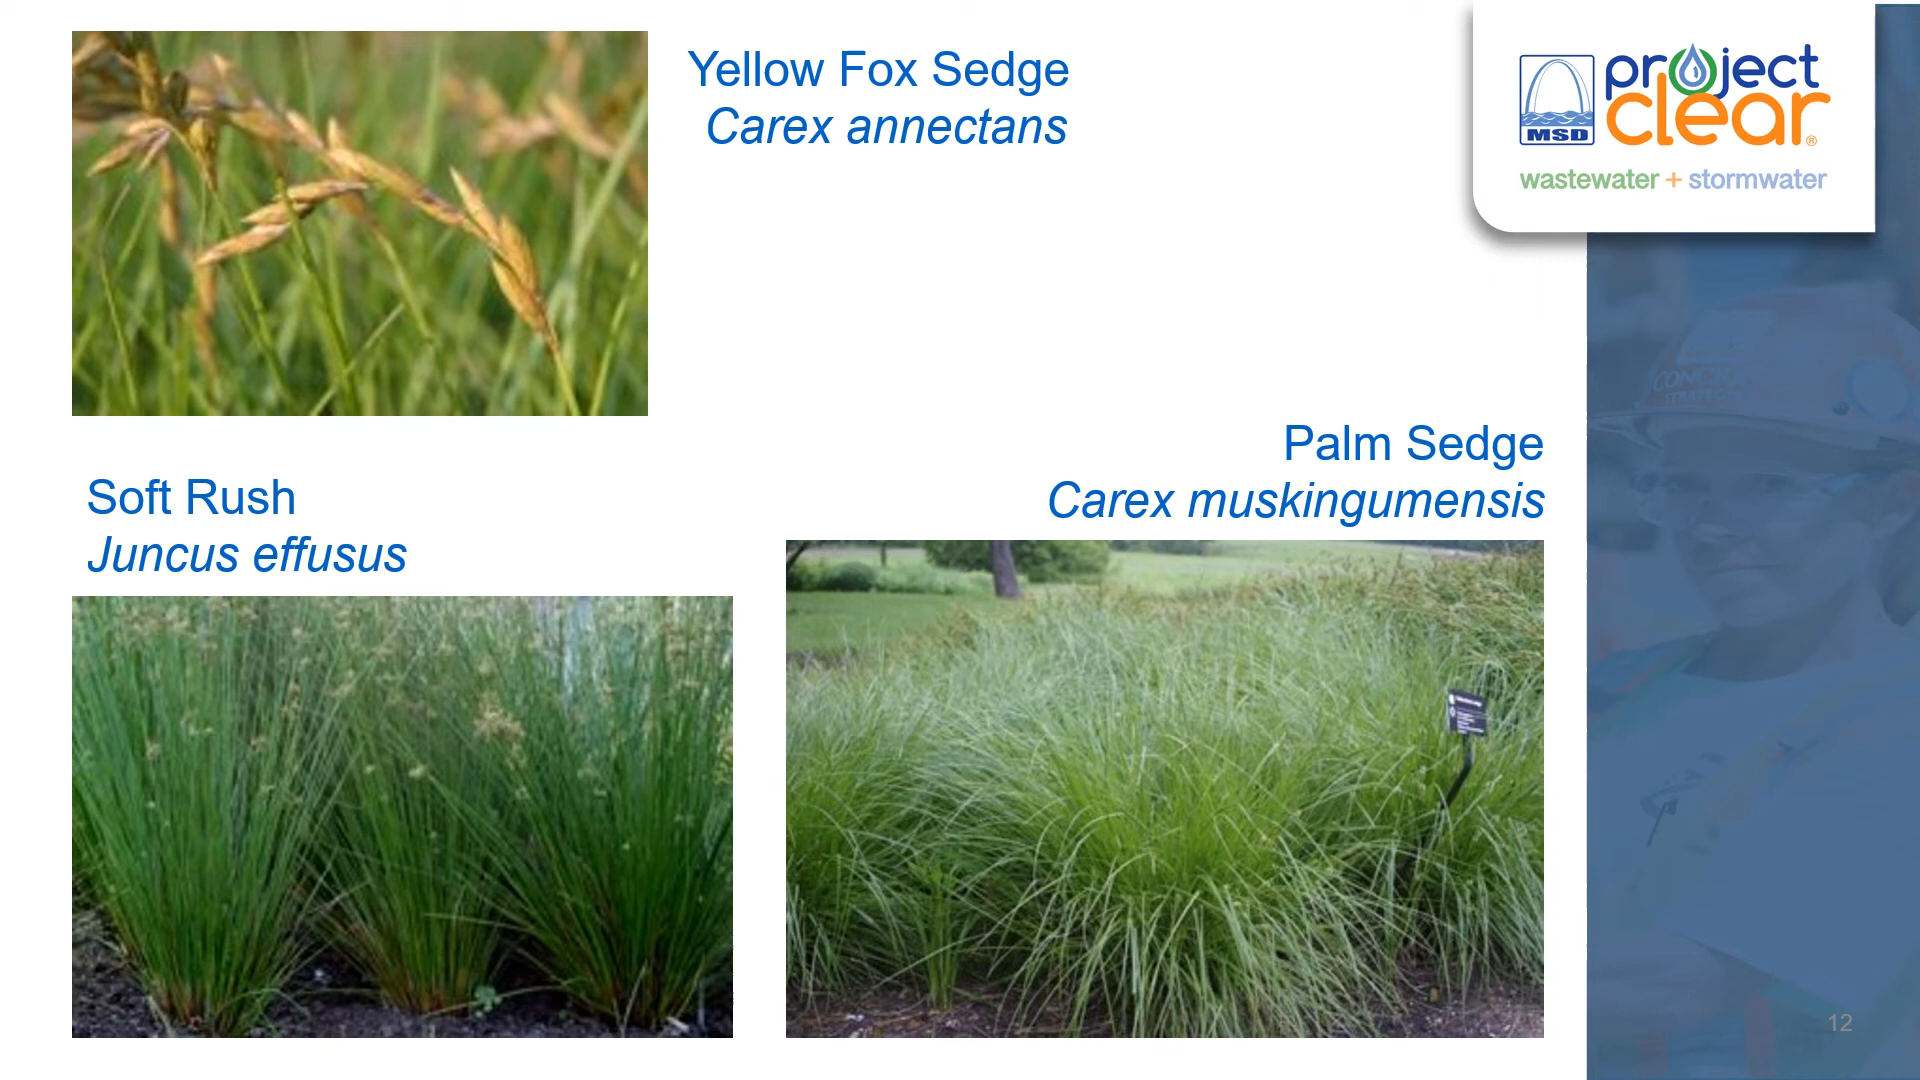 Yellow Fox Sedge
Carex annectans
project
clear®
MSD
wastewater + stormwater
Palm Sedge
Carex muskingumensis
Soft Rush
Juncus effusus
12